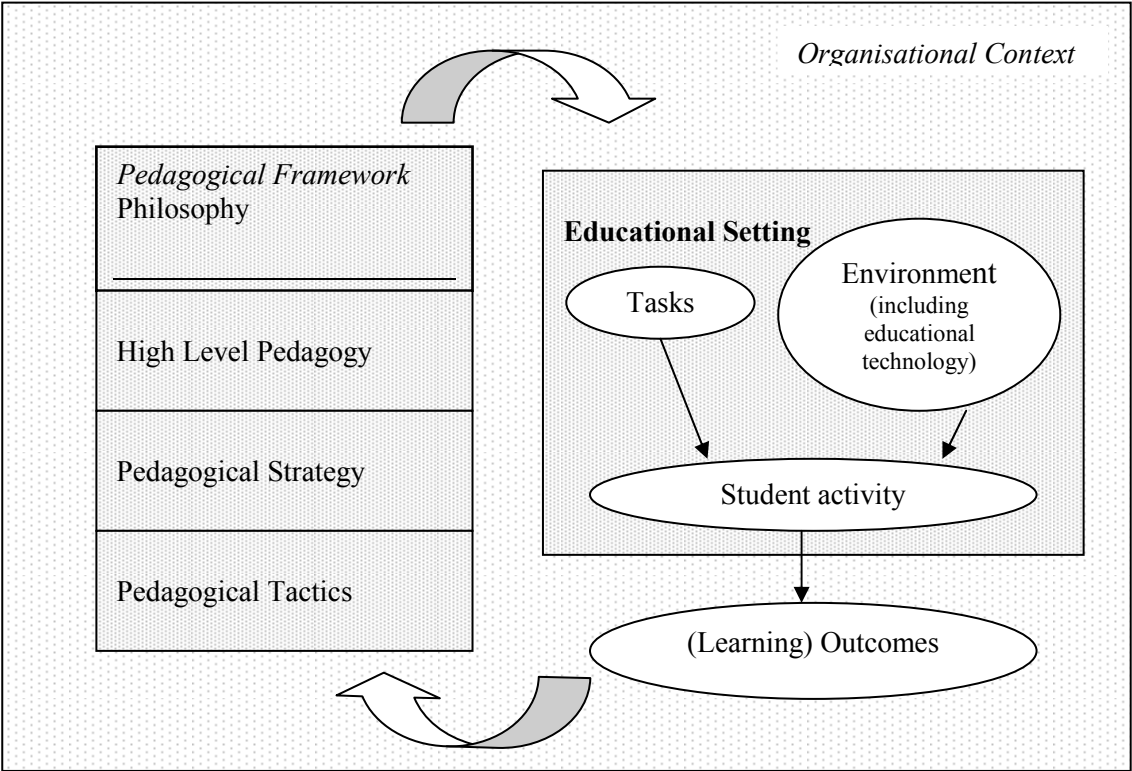 Organisational Context
Pedagogical Framework
Philosophy
High Level Pedagogy
Pedagogical Strategy
Pedagogical Tactics
Educational Setting
Tasks
Environment
(including
educational
technology)
Student activity
(Learning) Outcomes